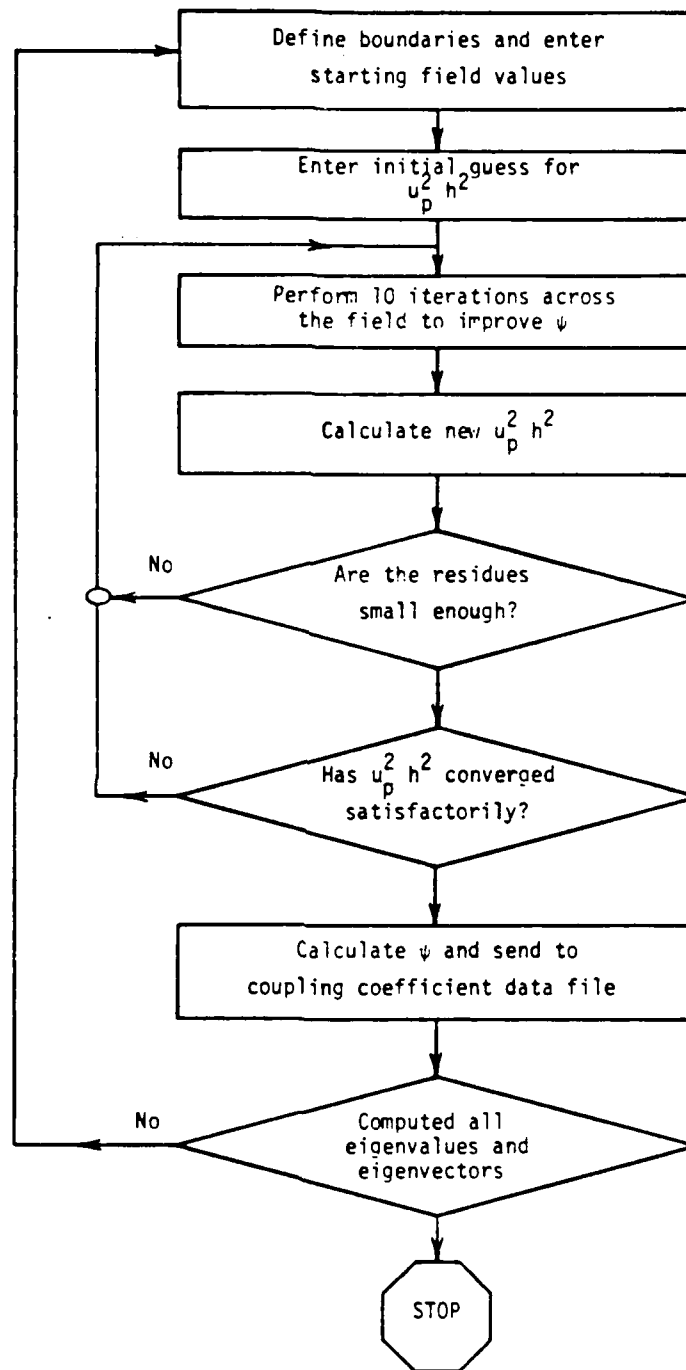 Define boundaries and enter
starting field values
Enter initial guess for
u_p^2 h^2
Perform 10 iterations across
the field to improve ψ
Calculate new u_p^2 h^2
No
Are the residues
small enough?
No
Has u_p^2 h^2 converged
satisfactorily?
Calculate ψ and send to
coupling coefficient data file
No
Computed all
eigenvalues and
eigenvectors
STOP